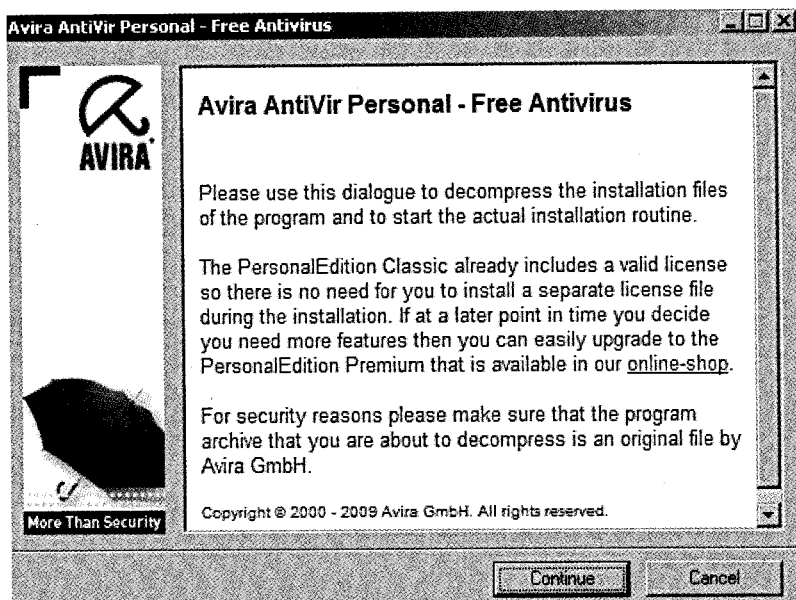 Avira AntiVir Personal - Free Antivirus
AVIRA
Avira AntiVir Personal - Free Antivirus
Please use this dialogue to decompress the installation files
of the program and to start the actual installation routine.
The PersonalEdition Classic already includes a valid license
so there is no need for you to install a separate license file
during the installation. If at a later point in time you decide
you need more features then you can easily upgrade to the
PersonalEdition Premium that is available in our online-shop.
For security reasons please make sure that the program
archive that you are about to decompress is an original file by
Avira GmbH.
Copyright © 2000 - 2009 Avira GmbH. All rights reserved.
More Than Security
Continue
Cancel